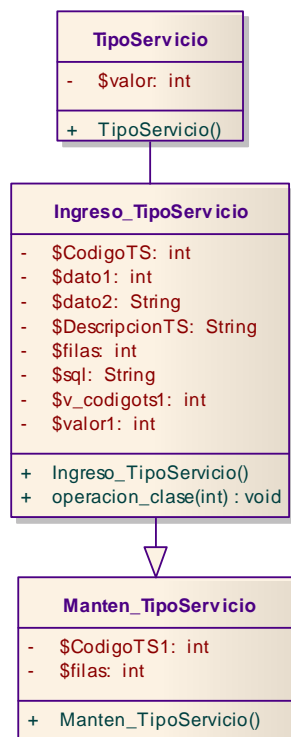 TipoServicio
- $valor: int
+ TipoServicio()
Ingreso_TipoServicio
- $CodigoTS: int
- $dato1: int
- $dato2: String
- $DescripcionTS: String
- $filas: int
- $sql: String
- $v_codigots1: int
- $valor1: int
+ Ingreso_TipoServicio()
+ operacion_clase(int) : void
Manten_TipoServicio
- $CodigoTS1: int
- $filas: int
+ Manten_TipoServicio()